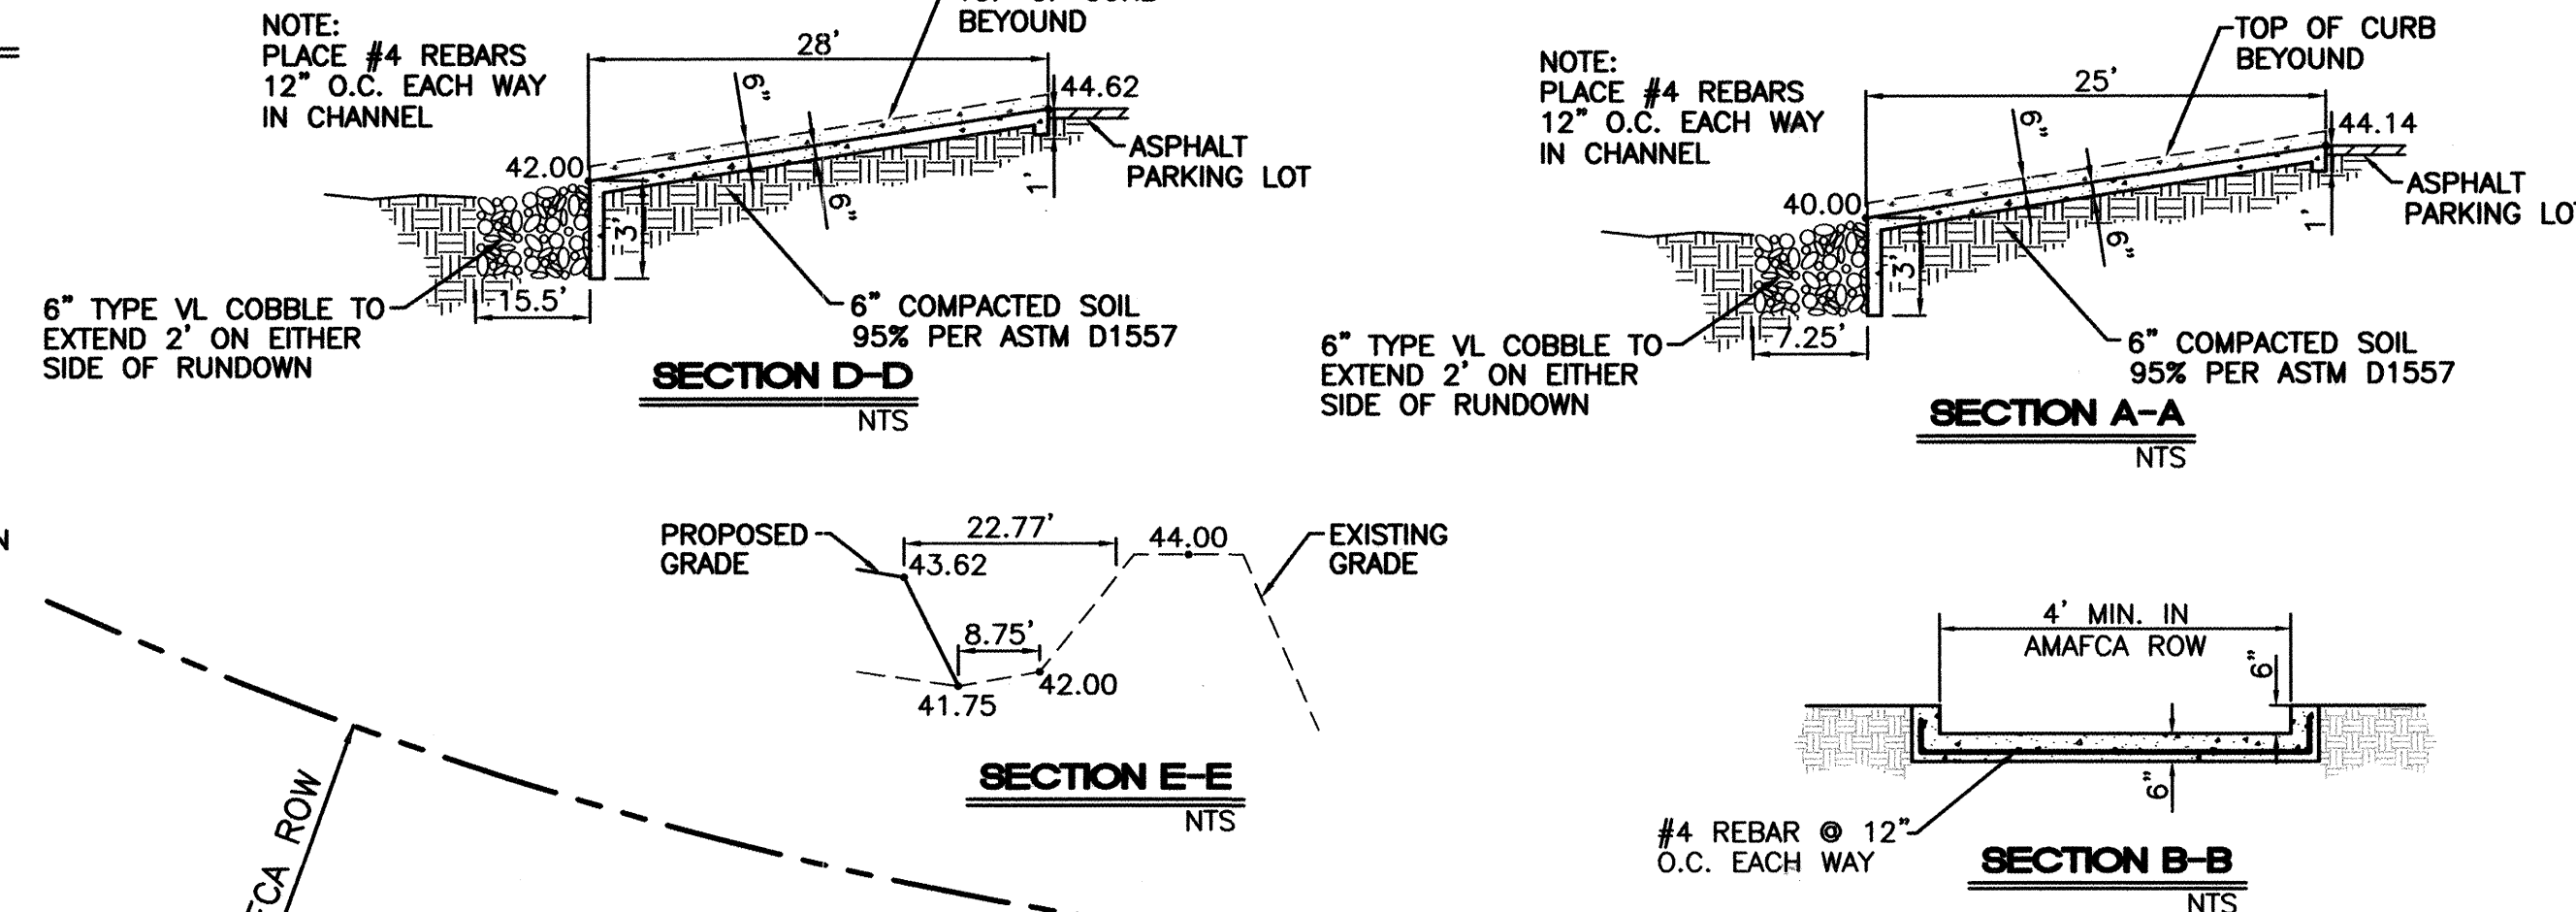 NOTE:
PLACE #4 REBARS
12" O.C. EACH WAY
IN CHANNEL
BEYOUND
28'
6"
44.62
ASPHALT
PARKING LOT
42.00
3'
6"
1'
15.5'
6" TYPE VL COBBLE TO
EXTEND 2' ON EITHER
SIDE OF RUNDOWN
6" COMPACTED SOIL
95% PER ASTM D1557
SECTION D-D
NTS
NOTE:
PLACE #4 REBARS
12" O.C. EACH WAY
IN CHANNEL
TOP OF CURB
BEYOUND
25'
6"
44.14
ASPHALT
PARKING
40.00
3'
6"
1'
7.25'
6" TYPE VL COBBLE TO
EXTEND 2' ON EITHER
SIDE OF RUNDOWN
6" COMPACTED SOIL
95% PER ASTM D1557
SECTION A-A
NTS
PROPOSED
GRADE
22.77'
43.62
44.00
EXISTING
GRADE
8.75'
42.00
41.75
SECTION E-E
NTS
4' MIN. IN
AMAFCA ROW
6"
6"
#4 REBAR @ 12"
O.C. EACH WAY
SECTION B-B
NTS
ROW